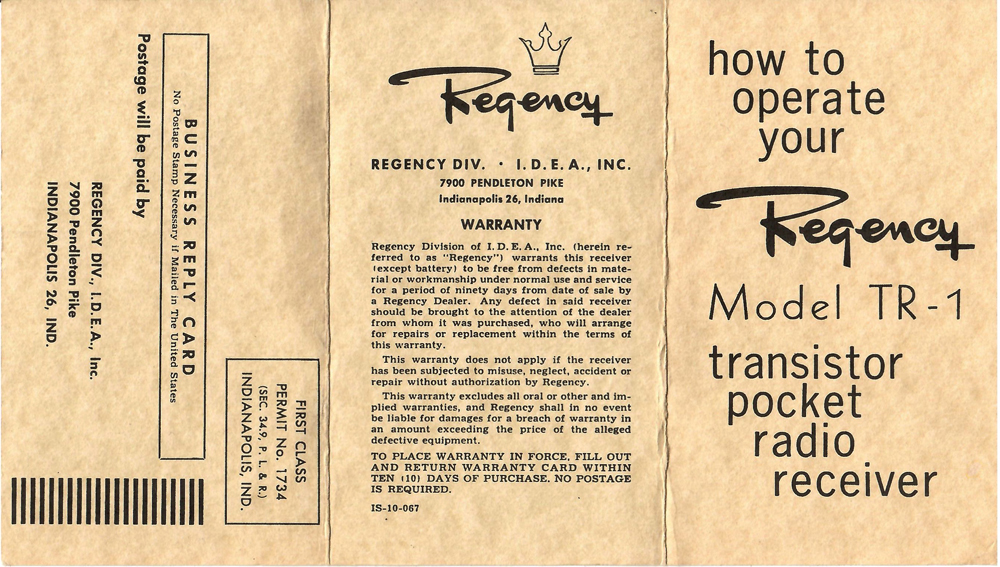 Postage will be paid by
BUSINESS REPLY CARD
No Postage Stamp Necessary if Mailed in The United States
REGENCY DIV., I.D.E.A., Inc.
7900 Pendleton Pike
INDIANAPOLIS 26, IND.
FIRST CLASS
PERMIT No. 1734
(SEC. 34.9, P. L. & R.)
INDIANAPOLIS, IND.
Regency
REGENCY DIV. · I.D.E.A., INC.
7900 PENDLETON PIKE
Indianapolis 26, Indiana
WARRANTY
Regency Division of I.D.E.A., Inc. (herein re-
ferred to as "Regency") warrants this receiver
(except battery) to be free from defects in mate-
rial or workmanship under normal use and service
for a period of ninety days from date of sale by
a Regency Dealer. Any defect in said receiver
should be brought to the attention of the dealer
from whom it was purchased, who will arrange
for repairs or replacement within the terms of
this warranty.
This warranty does not apply if the receiver
has been subjected to misuse, neglect, accident or
repair without authorization by Regency.
This warranty excludes all oral or other and im-
plied warranties, and Regency shall in no event
be liable for damages for a breach of warranty in
an amount exceeding the price of the alleged
defective equipment.
TO PLACE WARRANTY IN FORCE, FILL OUT
AND RETURN WARRANTY CARD WITHIN
TEN (10) DAYS OF PURCHASE. NO POSTAGE
IS REQUIRED.
IS-10-067
how to
operate
your
Regency
Model TR-1
transistor
pocket
radio
receiver